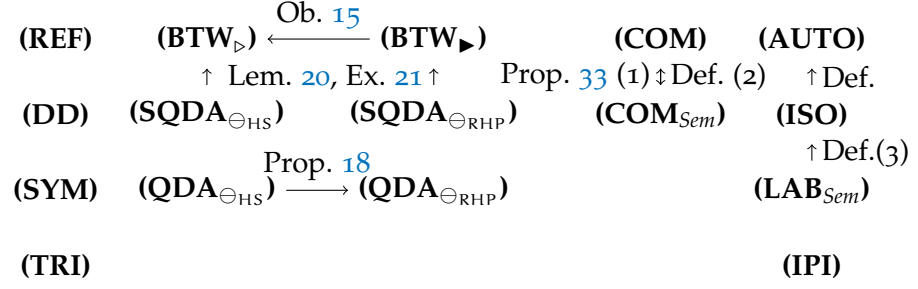 Ob. 15
(REF) (BTW▷) ← (BTW▶) (COM) (AUTO)
↑ Lem. 20, Ex. 21 ↑ Prop. 33 (1) ↕ Def. (2) ↑ Def.
(DD) (SQDA⊖HS) (SQDA⊖RHP) (COMSem) (ISO)
Prop. 18 ↑ Def.(3)
(SYM) (QDA⊖HS) → (QDA⊖RHP) (LABSem)
(TRI) (IPI)